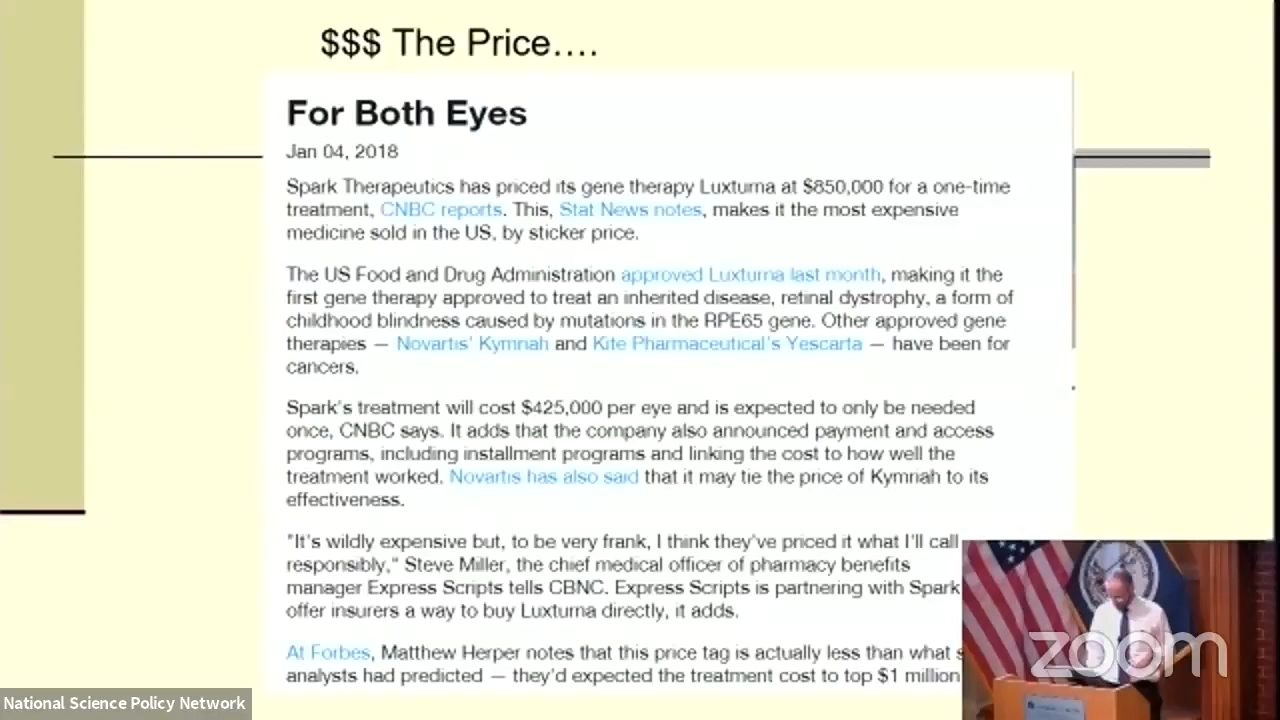 $$$ The Price....
For Both Eyes
Jan 04, 2018
Spark Therapeutics has priced its gene therapy Luxturna at $850,000 for a one-time
treatment, CNBC reports. This, Stat News notes, makes it the most expensive
medicine sold in the US, by sticker price.
The US Food and Drug Administration approved Luxturna last month, making it the
first gene therapy approved to treat an inherited disease, retinal dystrophy, a form of
childhood blindness caused by mutations in the RPE65 gene. Other approved gene
therapies — Novartis' Kymriah and Kite Pharmaceutical's Yescarta — have been for
cancers.
Spark's treatment will cost $425,000 per eye and is expected to only be needed
once, CNBC says. It adds that the company also announced payment and access
programs, including installment programs and linking the cost to how well the
treatment worked. Novartis has also said that it may tie the price of Kymriah to its
effectiveness.
"It's wildly expensive but, to be very frank, I think they've priced it what I'll call
responsibly," Steve Miller, the chief medical officer of pharmacy benefits
manager Express Scripts tells CBNC. Express Scripts is partnering with Spark
offer insurers a way to buy Luxturna directly, it adds.
At Forbes, Matthew Herper notes that this price tag is actually less than what
analysts had predicted — they'd expected the treatment cost to top $1 million
zoom
National Science Policy Network